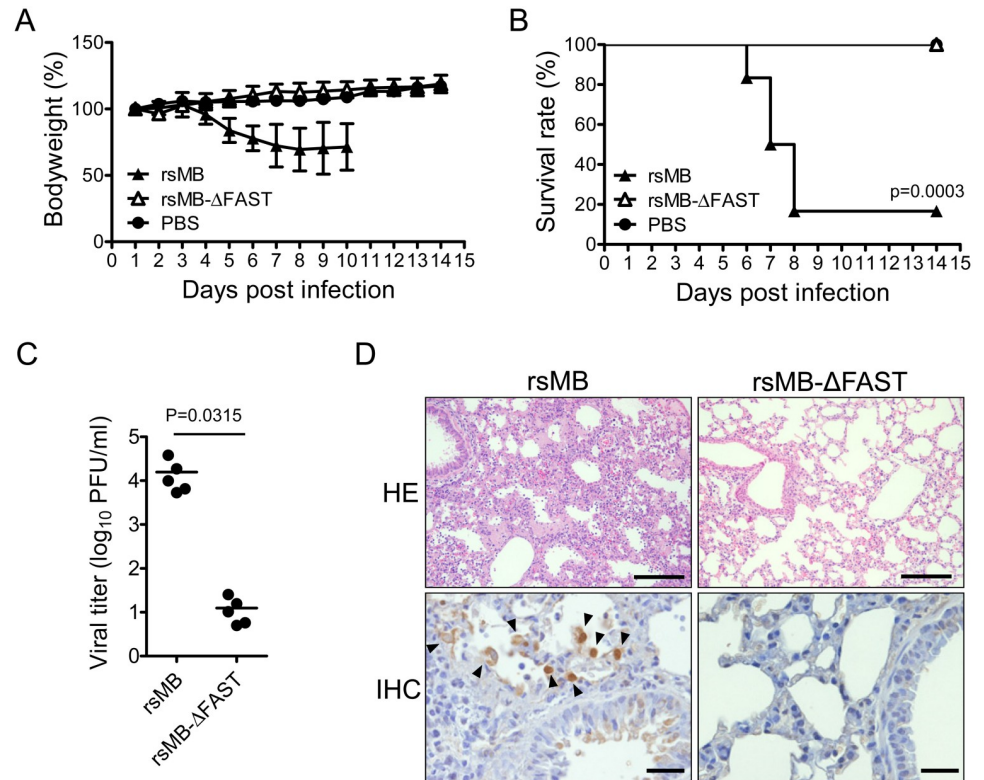 A
Bodyweight (%)
150
100
50
0
rsMB
rsMB-ΔFAST
PBS
1 2 3 4 5 6 7 8 9 10 11 12 13 14 15
Days post infection
B
Survival rate (%)
100
80
60
40
20
0
rsMB
rsMB-ΔFAST
PBS
p=0.0003
0 1 2 3 4 5 6 7 8 9 10 11 12 13 14 15
Days post infection
C
P=0.0315
Viral titer (log₁₀ PFU/ml)
5
4
3
2
1
0
rsMB
rsMB-ΔFAST
D
rsMB
rsMB-ΔFAST
HE
IHC